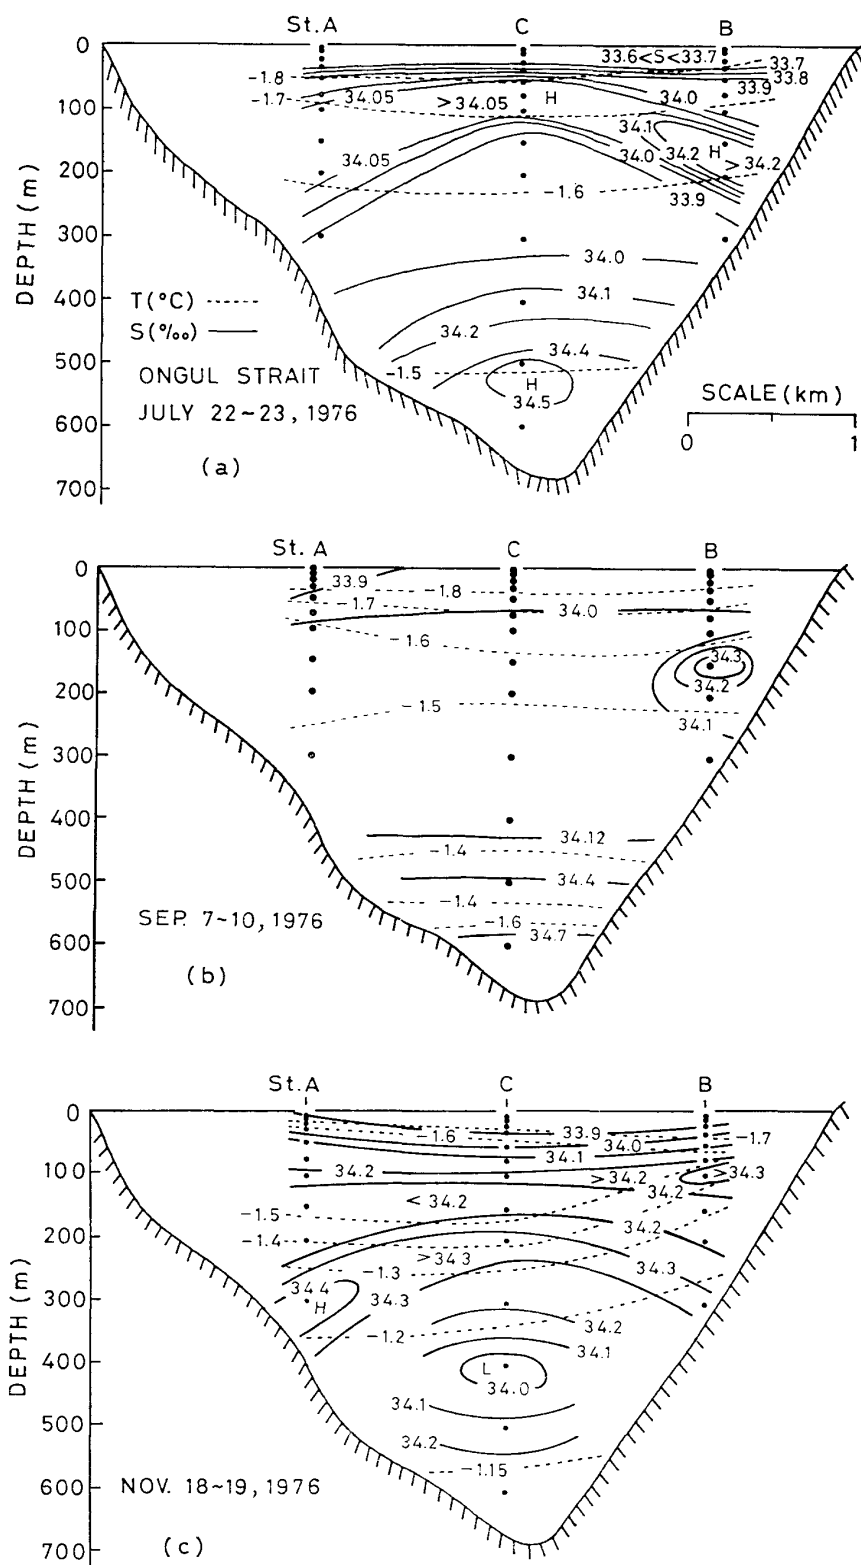 St. A C B
0 33.6<S<33.7 33.7
-1.8 33.8
33.9
-1.7 34.05 >34.05 H 34.0
100
34.1
34.05 34.0 34.2 H >34.2
200
-1.6 33.9
300
34.0
T(°C) -----
34.1
400
S(‰) ——
34.2
34.4
ONGUL STRAIT 500 -1.5
H
34.5
JULY 22~23, 1976
600
(a)
700
DEPTH (m)
SCALE (km)
0 1
St. A C B
0
33.9 -1.8
-1.7 34.0
100
-1.6
34.3
200 34.2
-1.5 34.1
300
400
34.12
-1.4
500 34.4
-1.4
SEP. 7~10, 1976
-1.6
600 34.7
(b)
700
DEPTH (m)
St. A C B
0
-1.6 33.9 -1.7
34.0
34.1
100 34.2 >34.2 >34.3
34.2
<34.2
200 -1.5 34.2
-1.4
>34.3
-1.3 34.3
300 34.4
H 34.3
34.2
-1.2 34.1
400 L
34.0
34.1
500
34.2
600 -1.15
NOV. 18~19, 1976
700
(c)
DEPTH (m)